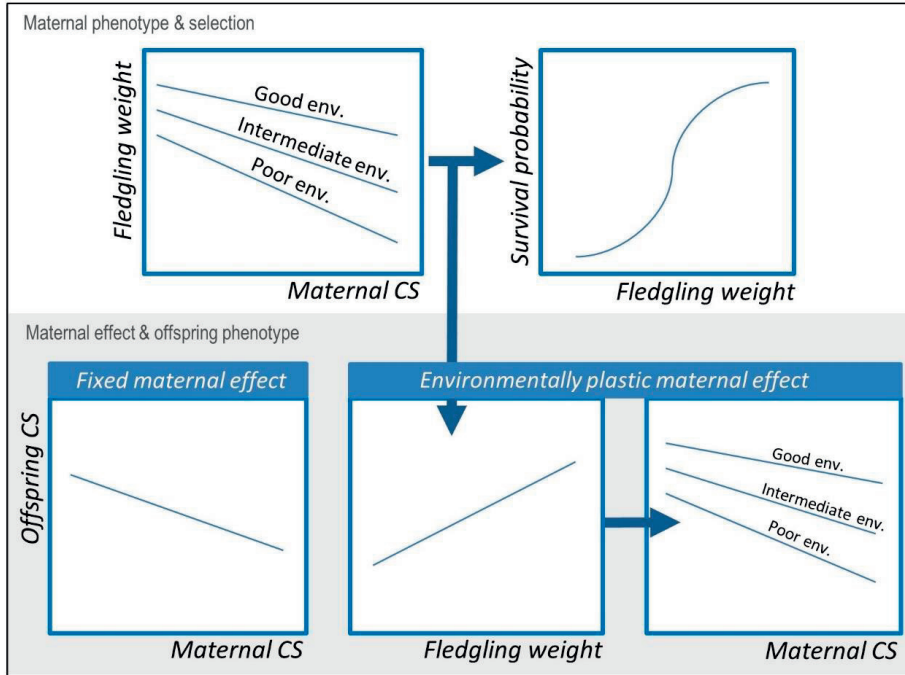 Maternal phenotype & selection
Fledgling weight
Good env.
Intermediate env.
Poor env.
Maternal CS
Survival probability
Fledgling weight
Maternal effect & offspring phenotype
Fixed maternal effect
Environmentally plastic maternal effect
Offspring CS
Maternal CS
Fledgling weight
Good env.
Intermediate env.
Poor env.
Maternal CS